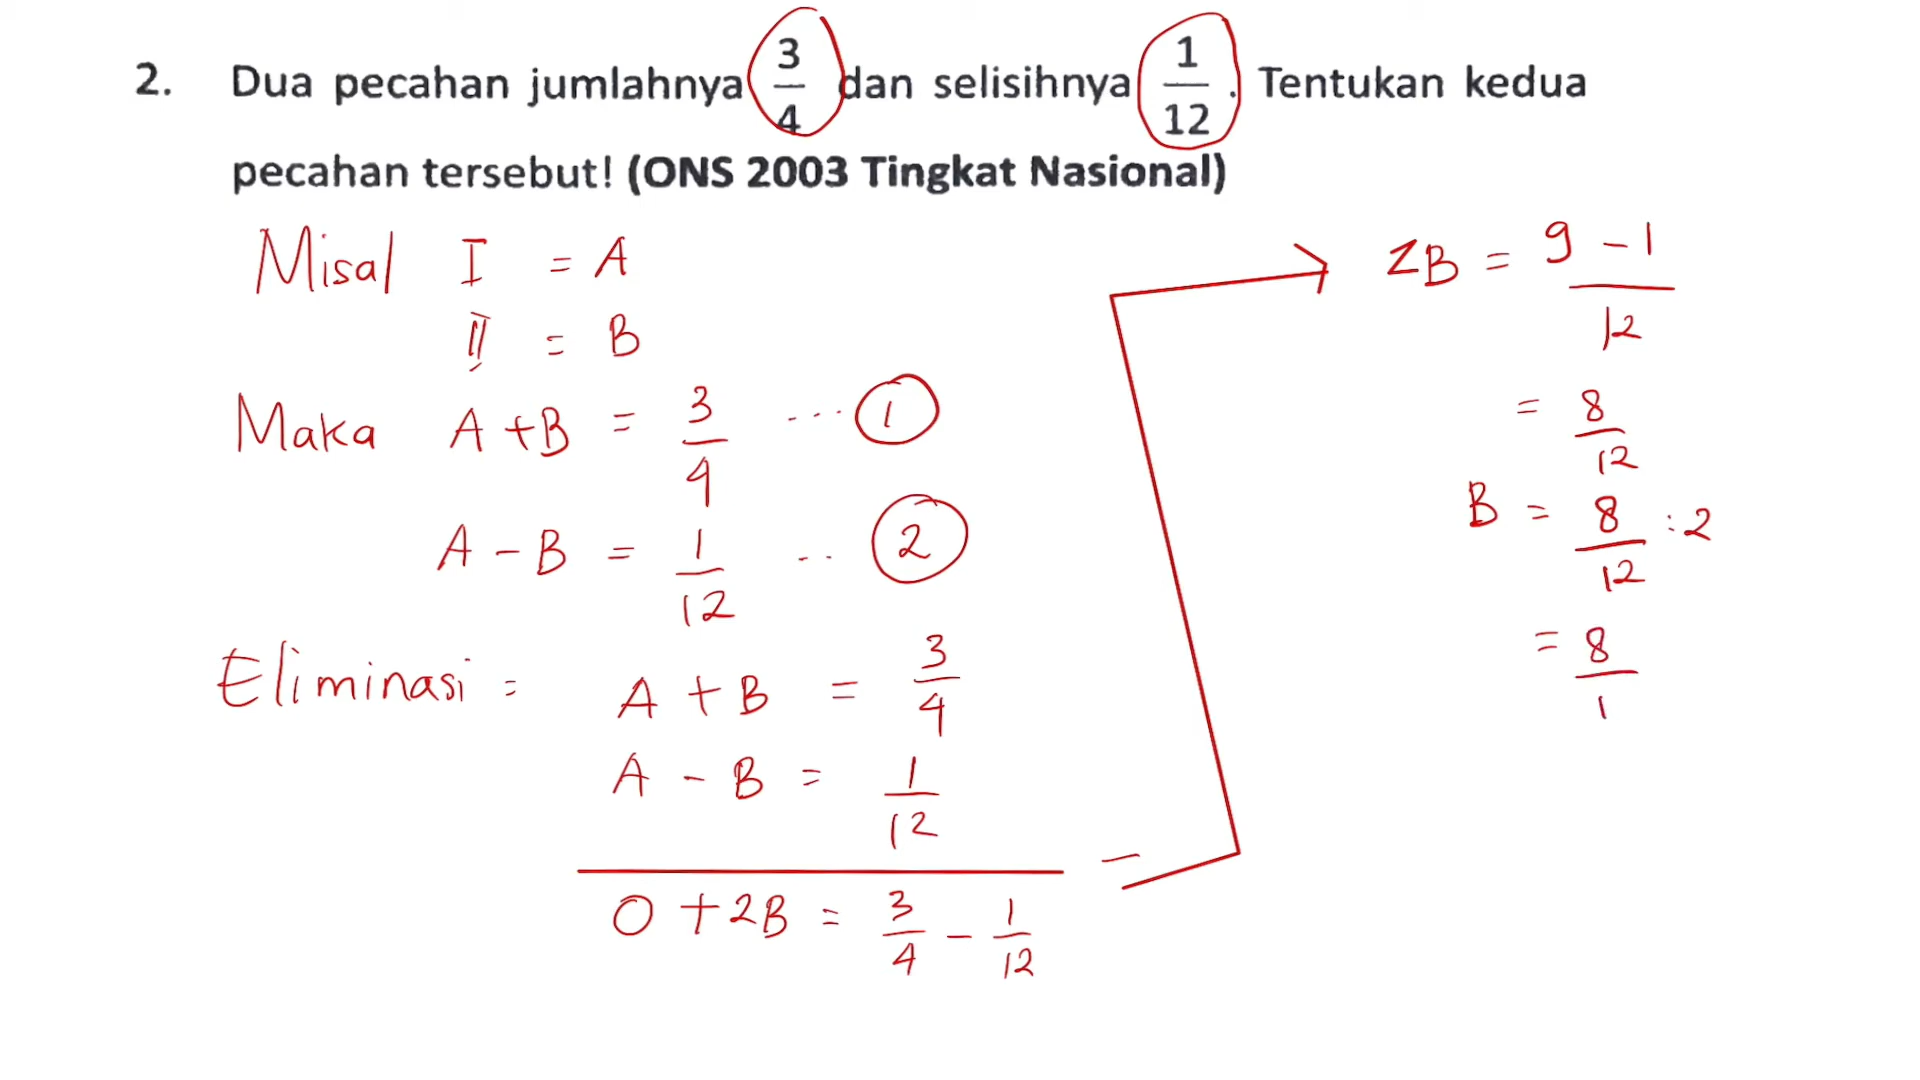 2. Dua pecahan jumlahnya 3/4 dan selisihnya 1/12. Tentukan kedua
pecahan tersebut! (ONS 2003 Tingkat Nasional)
Misal I = A
II = B
Maka A + B = 3/4 ... 1
A - B = 1/12 .. 2
Eliminasi = A + B = 3/4
A - B = 1/12 -
0 + 2B = 3/4 - 1/12
2B = 9 - 1/12
= 8/12
B = 8/12 : 2
= 8/1